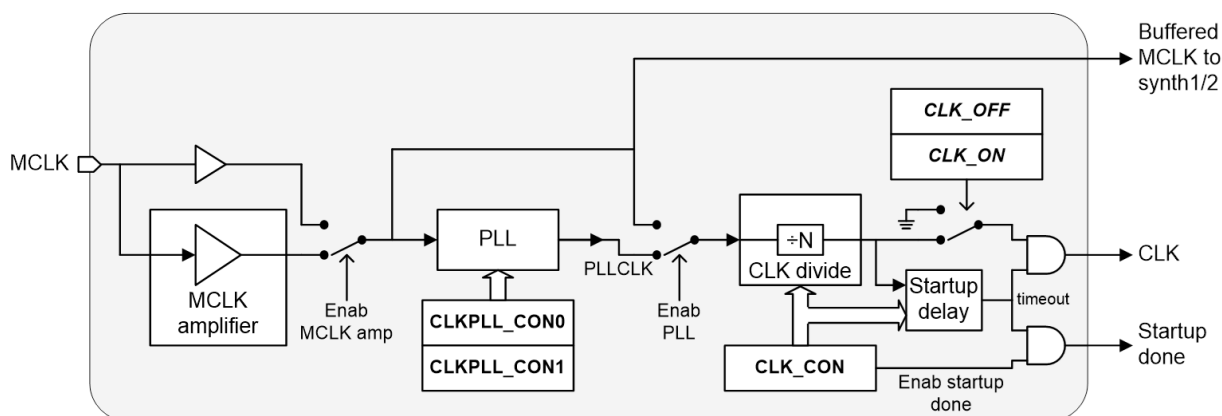 Buffered
MCLK to
synth1/2
CLK_OFF
CLK_ON
MCLK
PLL
÷N
CLK divide
PLLCLK
CLK
MCLK
amplifier
Enab
MCLK amp
CLKPLL_CON0
CLKPLL_CON1
Enab
PLL
Startup
delay
timeout
CLK_CON
Enab startup
done
Startup
done